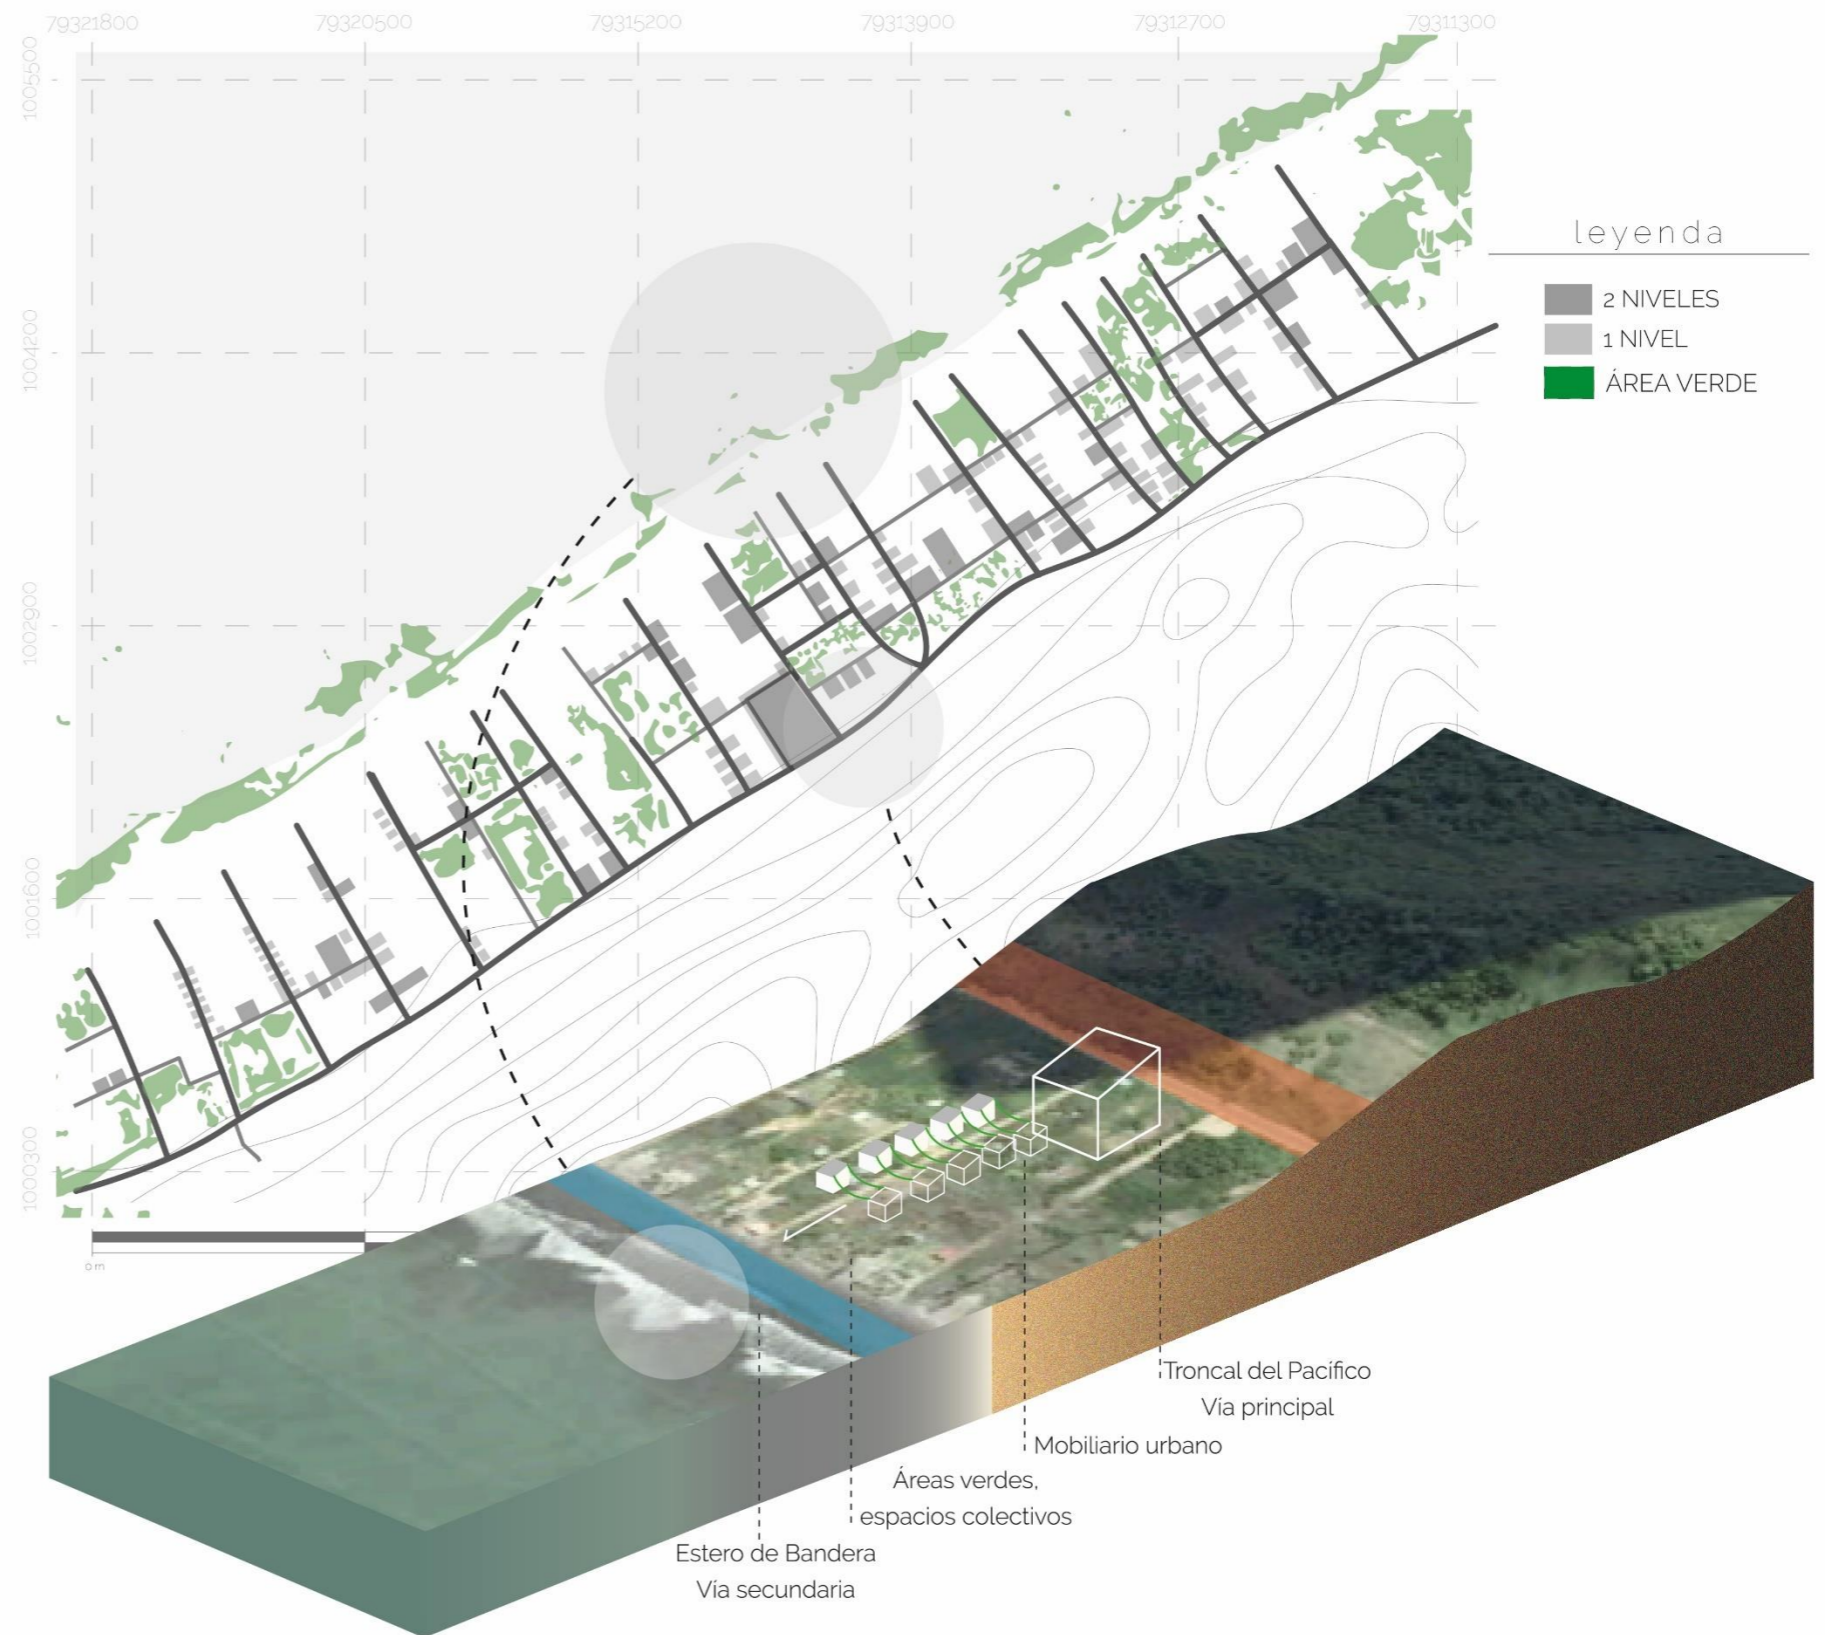 79321800 79320500 79315200 79313900 79312700 79311300
1005500
1004200
1002900
1001600
1000300
leyenda
2 NIVELES
1 NIVEL
ÁREA VERDE
0 m
Troncal del Pacífico
Vía principal
Mobiliario urbano
Áreas verdes,
espacios colectivos
Estero de Bandera
Vía secundaria